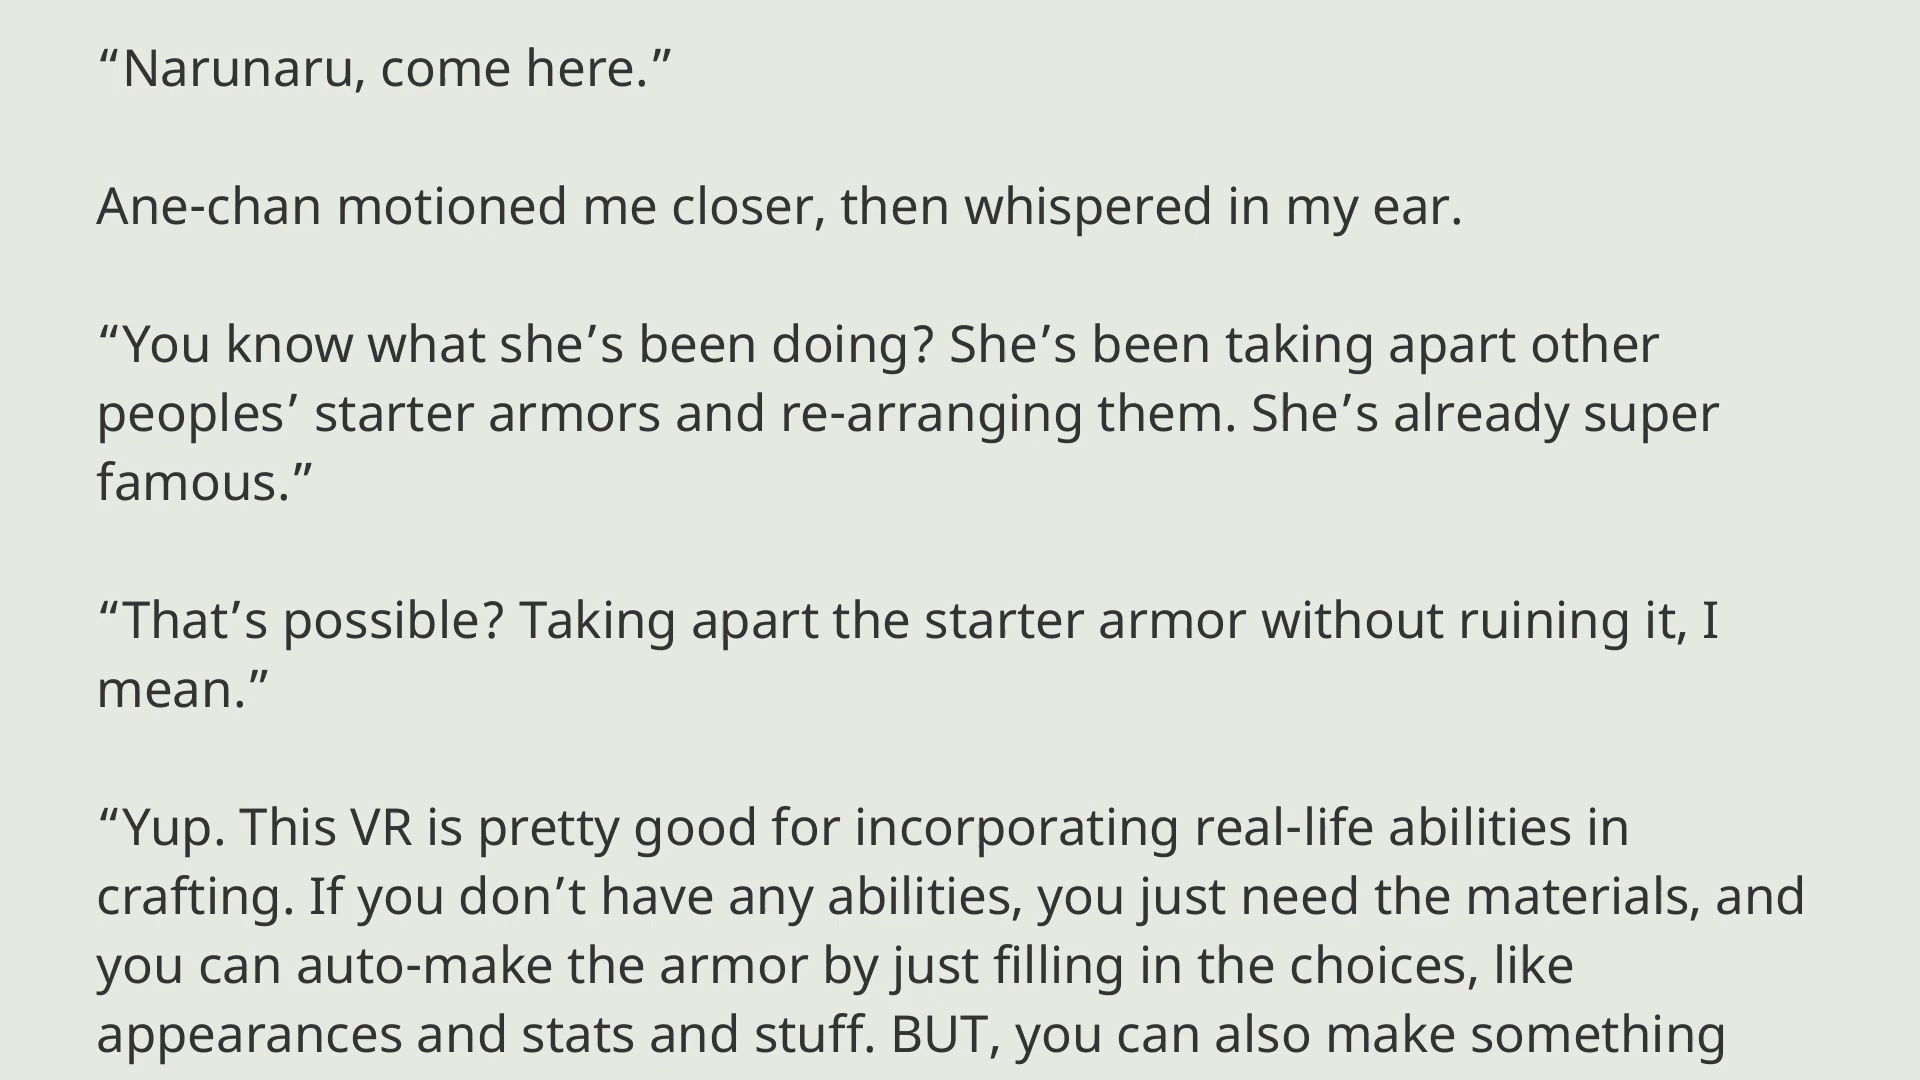 “Narunaru, come here.”
Ane-chan motioned me closer, then whispered in my ear.
“You know what she’s been doing? She’s been taking apart other
peoples’ starter armors and re-arranging them. She’s already super
famous.”
“That’s possible? Taking apart the starter armor without ruining it, I
mean.”
“Yup. This VR is pretty good for incorporating real-life abilities in
crafting. If you don’t have any abilities, you just need the materials, and
you can auto-make the armor by just filling in the choices, like
appearances and stats and stuff. BUT, you can also make something